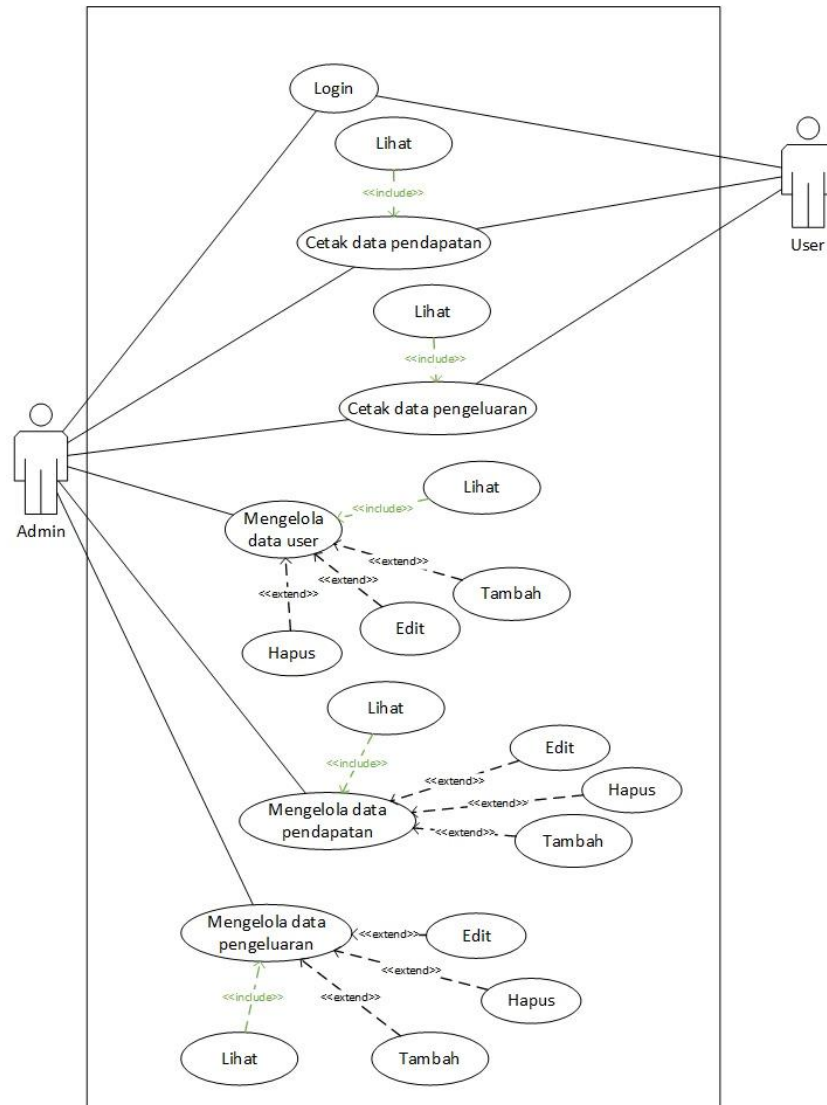 Login
Lihat
<<include>>
Cetak data pendapatan
User
Lihat
<<include>>
Cetak data pengeluaran
Admin
Lihat
<<include>>
Mengelola
data user
<<extend>>
<<extend>>
<<extend>>
Tambah
Edit
Hapus
Lihat
<<include>>
Edit
<<extend>>
Hapus
<<extend>>
Mengelola data
pendapatan
<<extend>>
Tambah
Mengelola data
pengeluaran
<<extend>>
Edit
<<extend>>
Hapus
<<include>>
<<extend>>
Lihat
Tambah